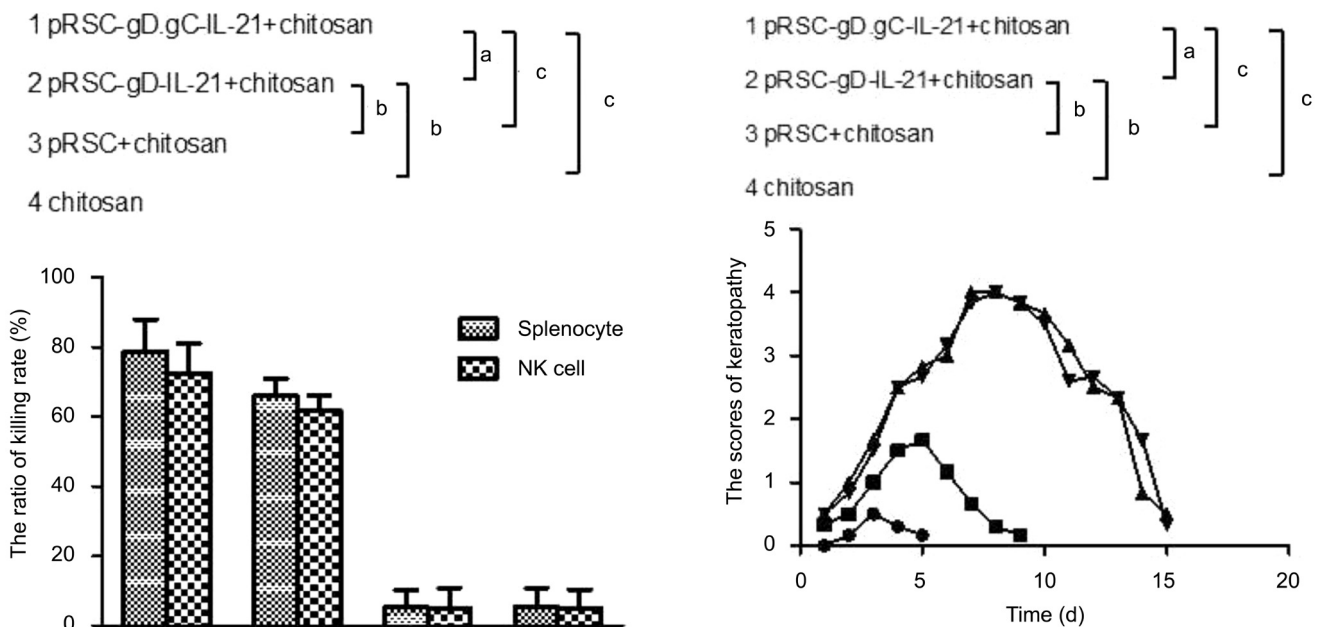 1 pRSC-gD.gC-IL-21+chitosan
a
c
2 pRSC-gD-IL-21+chitosan
b
b
c
3 pRSC+chitosan
4 chitosan
100
80
60
40
20
0
The ratio of killing rate (%)
Splenocyte
NK cell
1 pRSC-gD.gC-IL-21+chitosan
a
c
2 pRSC-gD-IL-21+chitosan
b
b
c
3 pRSC+chitosan
4 chitosan
5
4
3
2
1
0
The scores of keratopathy
0 5 10 15 20
Time (d)